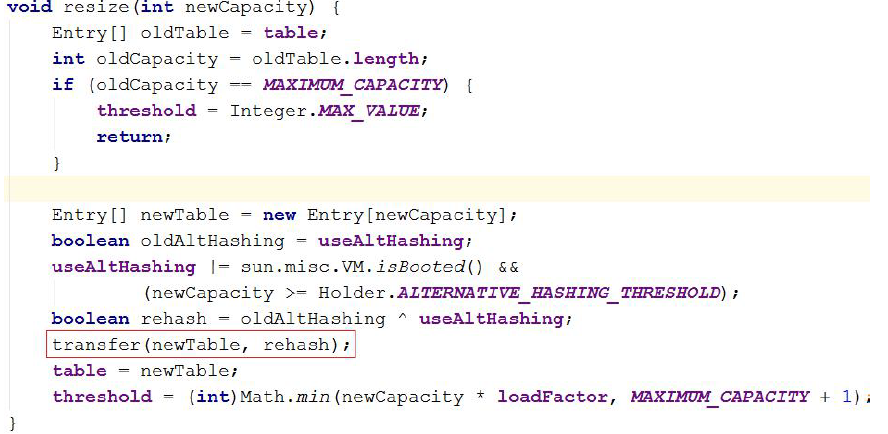 void resize(int newCapacity) {
    Entry[] oldTable = table;
    int oldCapacity = oldTable.length;
    if (oldCapacity == MAXIMUM_CAPACITY) {
        threshold = Integer.MAX_VALUE;
        return;
    }
    Entry[] newTable = new Entry[newCapacity];
    boolean oldAltHashing = useAltHashing;
    useAltHashing |= sun.misc.VM.isBooted() &&
            (newCapacity >= Holder.ALTERNATIVE_HASHING_THRESHOLD);
    boolean rehash = oldAltHashing ^ useAltHashing;
    transfer(newTable, rehash);
    table = newTable;
    threshold = (int)Math.min(newCapacity * loadFactor, MAXIMUM_CAPACITY + 1);
}